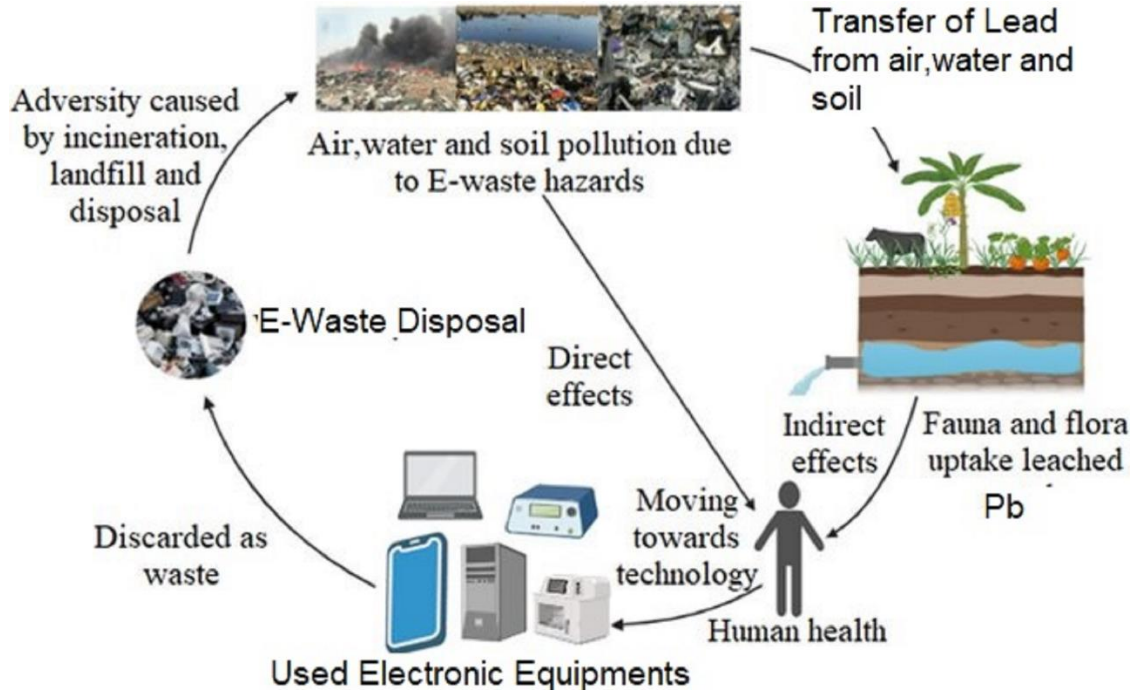 Transfer of Lead
from air,water and
soil
Adversity caused
by incineration,
landfill and
disposal
Air,water and soil pollution due
to E-waste hazards
E-Waste Disposal
Direct
effects
Indirect
effects
Fauna and flora
uptake leached
Pb
Moving
towards
technology
Discarded as
waste
Human health
Used Electronic Equipments